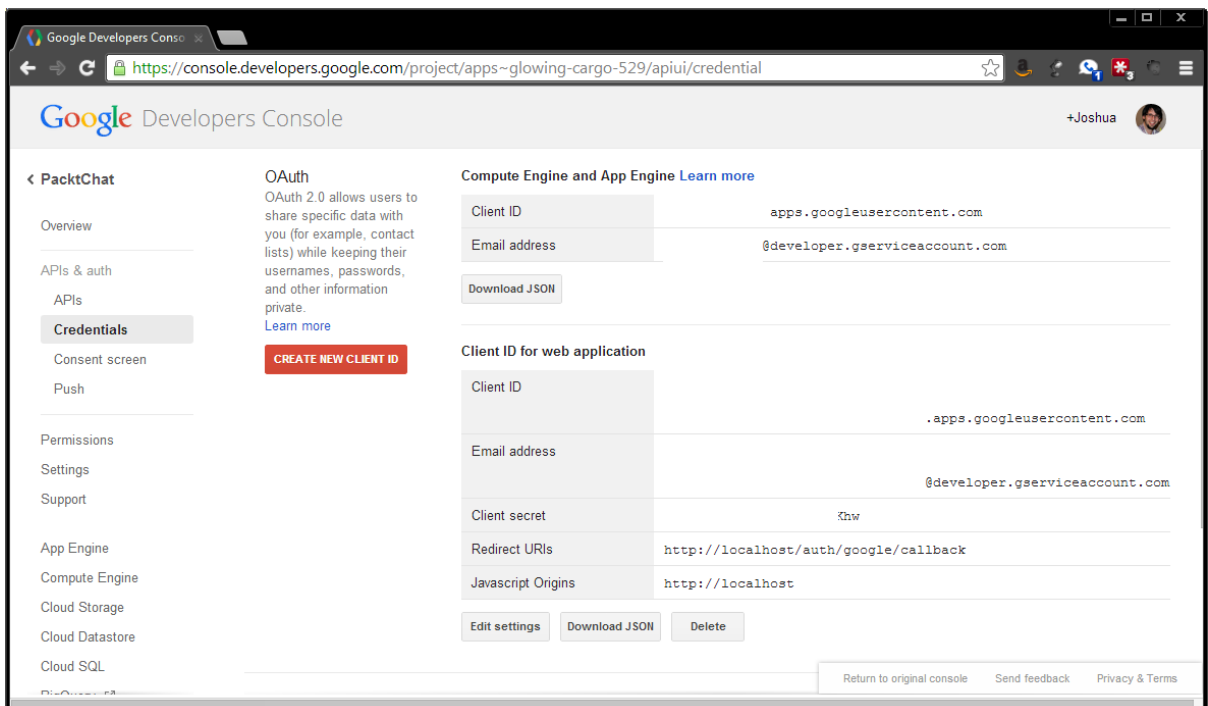 Google Developers Conso
https://console.developers.google.com/project/apps~glowing-cargo-529/apiui/credential
1
3
Google Developers Console
+Joshua
PacktChat
Overview
APIs & auth
APIs
Credentials
Consent screen
Push
Permissions
Settings
Support
App Engine
Compute Engine
Cloud Storage
Cloud Datastore
Cloud SQL
OAuth
OAuth 2.0 allows users to
share specific data with
you (for example, contact
lists) while keeping their
usernames, passwords,
and other information
private.
Learn more
CREATE NEW CLIENT ID
Compute Engine and App Engine Learn more
Client ID apps.googleusercontent.com
Email address @developer.gserviceaccount.com
Download JSON
Client ID for web application
Client ID
.apps.googleusercontent.com
Email address
@developer.gserviceaccount.com
Client secret Khw
Redirect URIs http://localhost/auth/google/callback
Javascript Origins http://localhost
Edit settings Download JSON Delete
Return to original console Send feedback Privacy & Terms